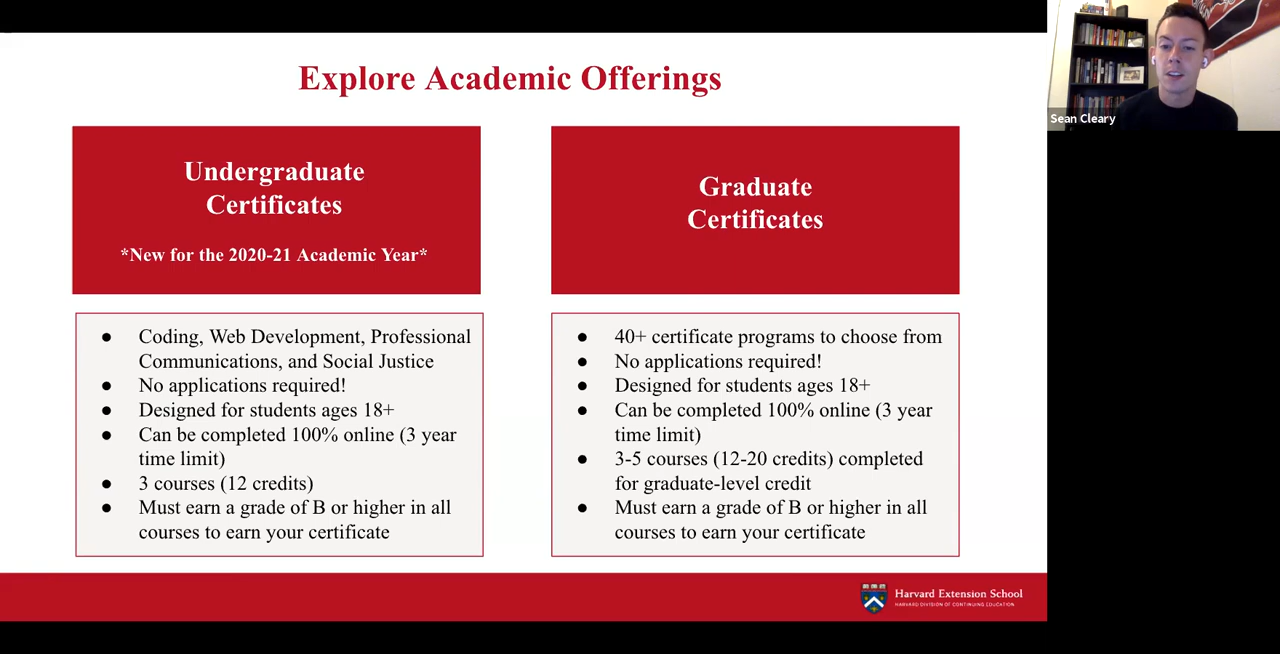 Explore Academic Offerings
Undergraduate
Certificates
*New for the 2020-21 Academic Year*
● Coding, Web Development, Professional
Communications, and Social Justice
● No applications required!
● Designed for students ages 18+
● Can be completed 100% online (3 year
time limit)
● 3 courses (12 credits)
● Must earn a grade of B or higher in all
courses to earn your certificate
Graduate
Certificates
● 40+ certificate programs to choose from
● No applications required!
● Designed for students ages 18+
● Can be completed 100% online (3 year
time limit)
● 3-5 courses (12-20 credits) completed
for graduate-level credit
● Must earn a grade of B or higher in all
courses to earn your certificate
Harvard Extension School
HARVARD DIVISION OF CONTINUING EDUCATION
Sean Cleary